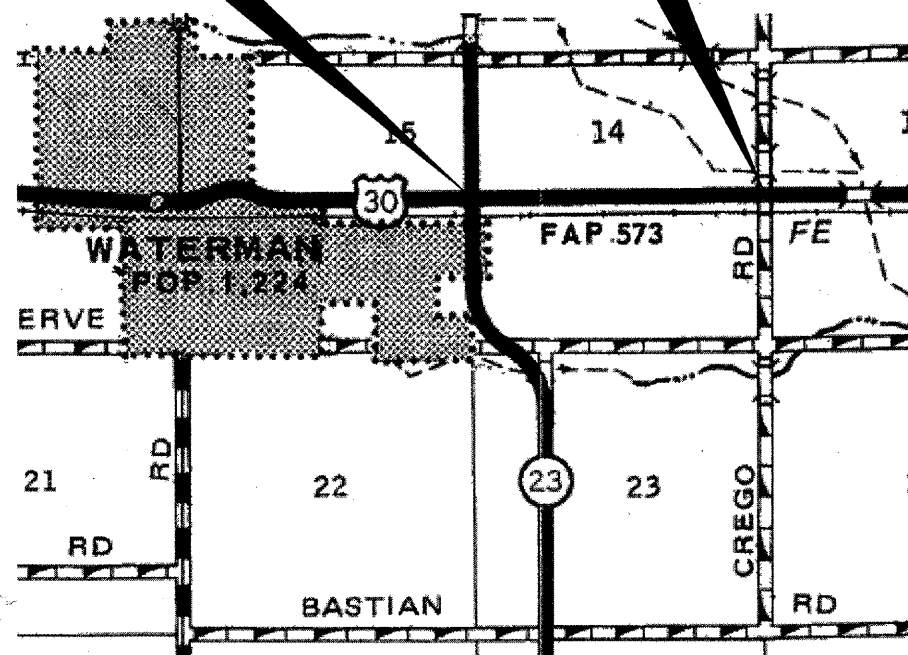 15
14
30
WATERMAN
FAP 573
RD
FE
POP. 1,224
ERVE
21
RD
22
23
23
CREGO
RD
BASTIAN
RD